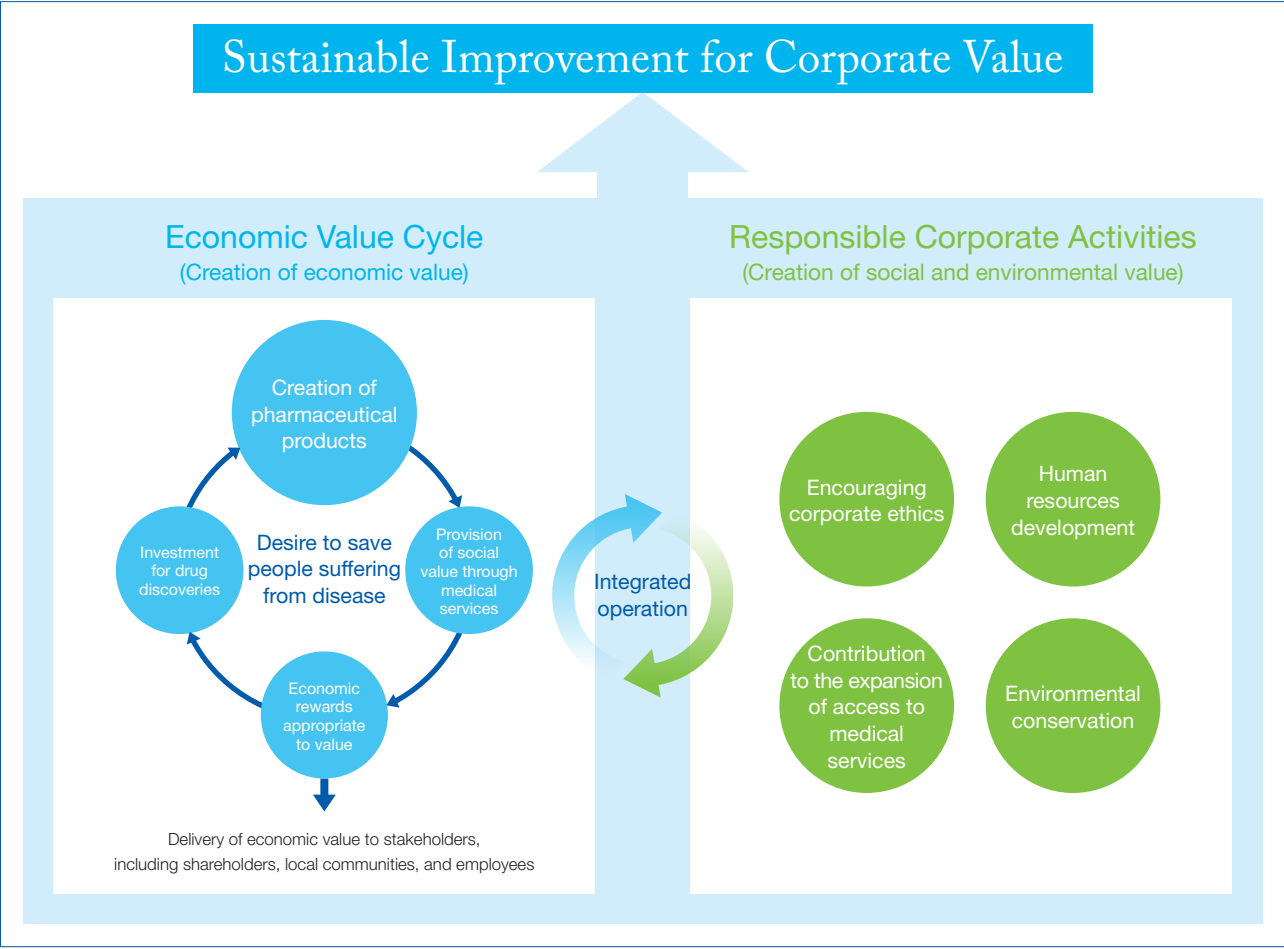 Sustainable Improvement for Corporate Value
Economic Value Cycle
(Creation of economic value)
Creation of
pharmaceutical
products
Investment
for drug
discoveries
Desire to save
people suffering
from disease
Provision
of social
value through
medical
services
Economic
rewards
appropriate
to value
Delivery of economic value to stakeholders,
including shareholders, local communities, and employees
Integrated
operation
Responsible Corporate Activities
(Creation of social and environmental value)
Encouraging
corporate ethics
Human
resources
development
Contribution
to the expansion
of access to
medical
services
Environmental
conservation